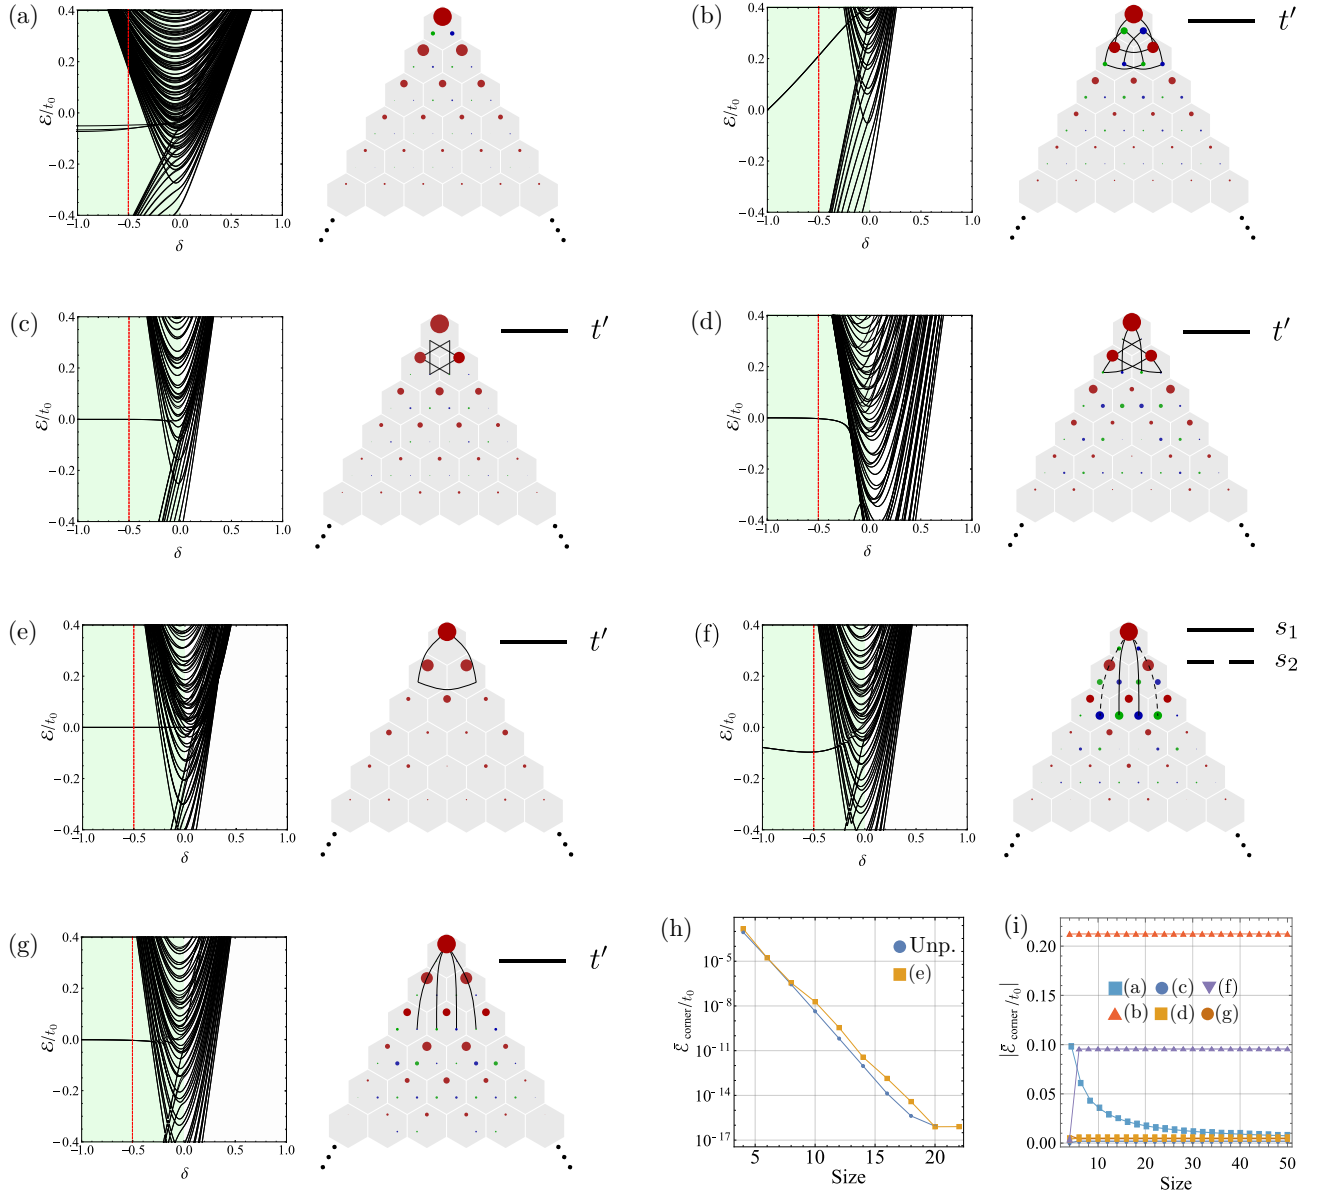 (a)
0.4
0.2
0.0
−0.2
−0.4
ℰ/t₀
−1.0 −0.5 0.0 0.5 1.0
δ
(b)
t′
0.4
0.2
0.0
−0.2
−0.4
ℰ/t₀
−1.0 −0.5 0.0 0.5 1.0
δ
(c)
t′
0.4
0.2
0.0
−0.2
−0.4
ℰ/t₀
−1.0 −0.5 0.0 0.5 1.0
δ
(d)
t′
0.4
0.2
0.0
−0.2
−0.4
ℰ/t₀
−1.0 −0.5 0.0 0.5 1.0
δ
(e)
t′
0.4
0.2
0.0
−0.2
−0.4
ℰ/t₀
−1.0 −0.5 0.0 0.5 1.0
δ
(f)
s₁
s₂
0.4
0.2
0.0
−0.2
−0.4
ℰ/t₀
−1.0 −0.5 0.0 0.5 1.0
δ
(g)
t′
0.4
0.2
0.0
−0.2
−0.4
ℰ/t₀
−1.0 −0.5 0.0 0.5 1.0
δ
(h)
Unp.
(e)
10⁻⁵
10⁻⁸
10⁻¹¹
10⁻¹⁴
10⁻¹⁷
ℰ̄ corner/t₀
5 10 15 20
Size
(i)
0.20
0.15
0.10
0.05
0.00
|ℰ̄ corner/t₀|
(a) (c) (f)
(b) (d) (g)
10 20 30 40 50
Size